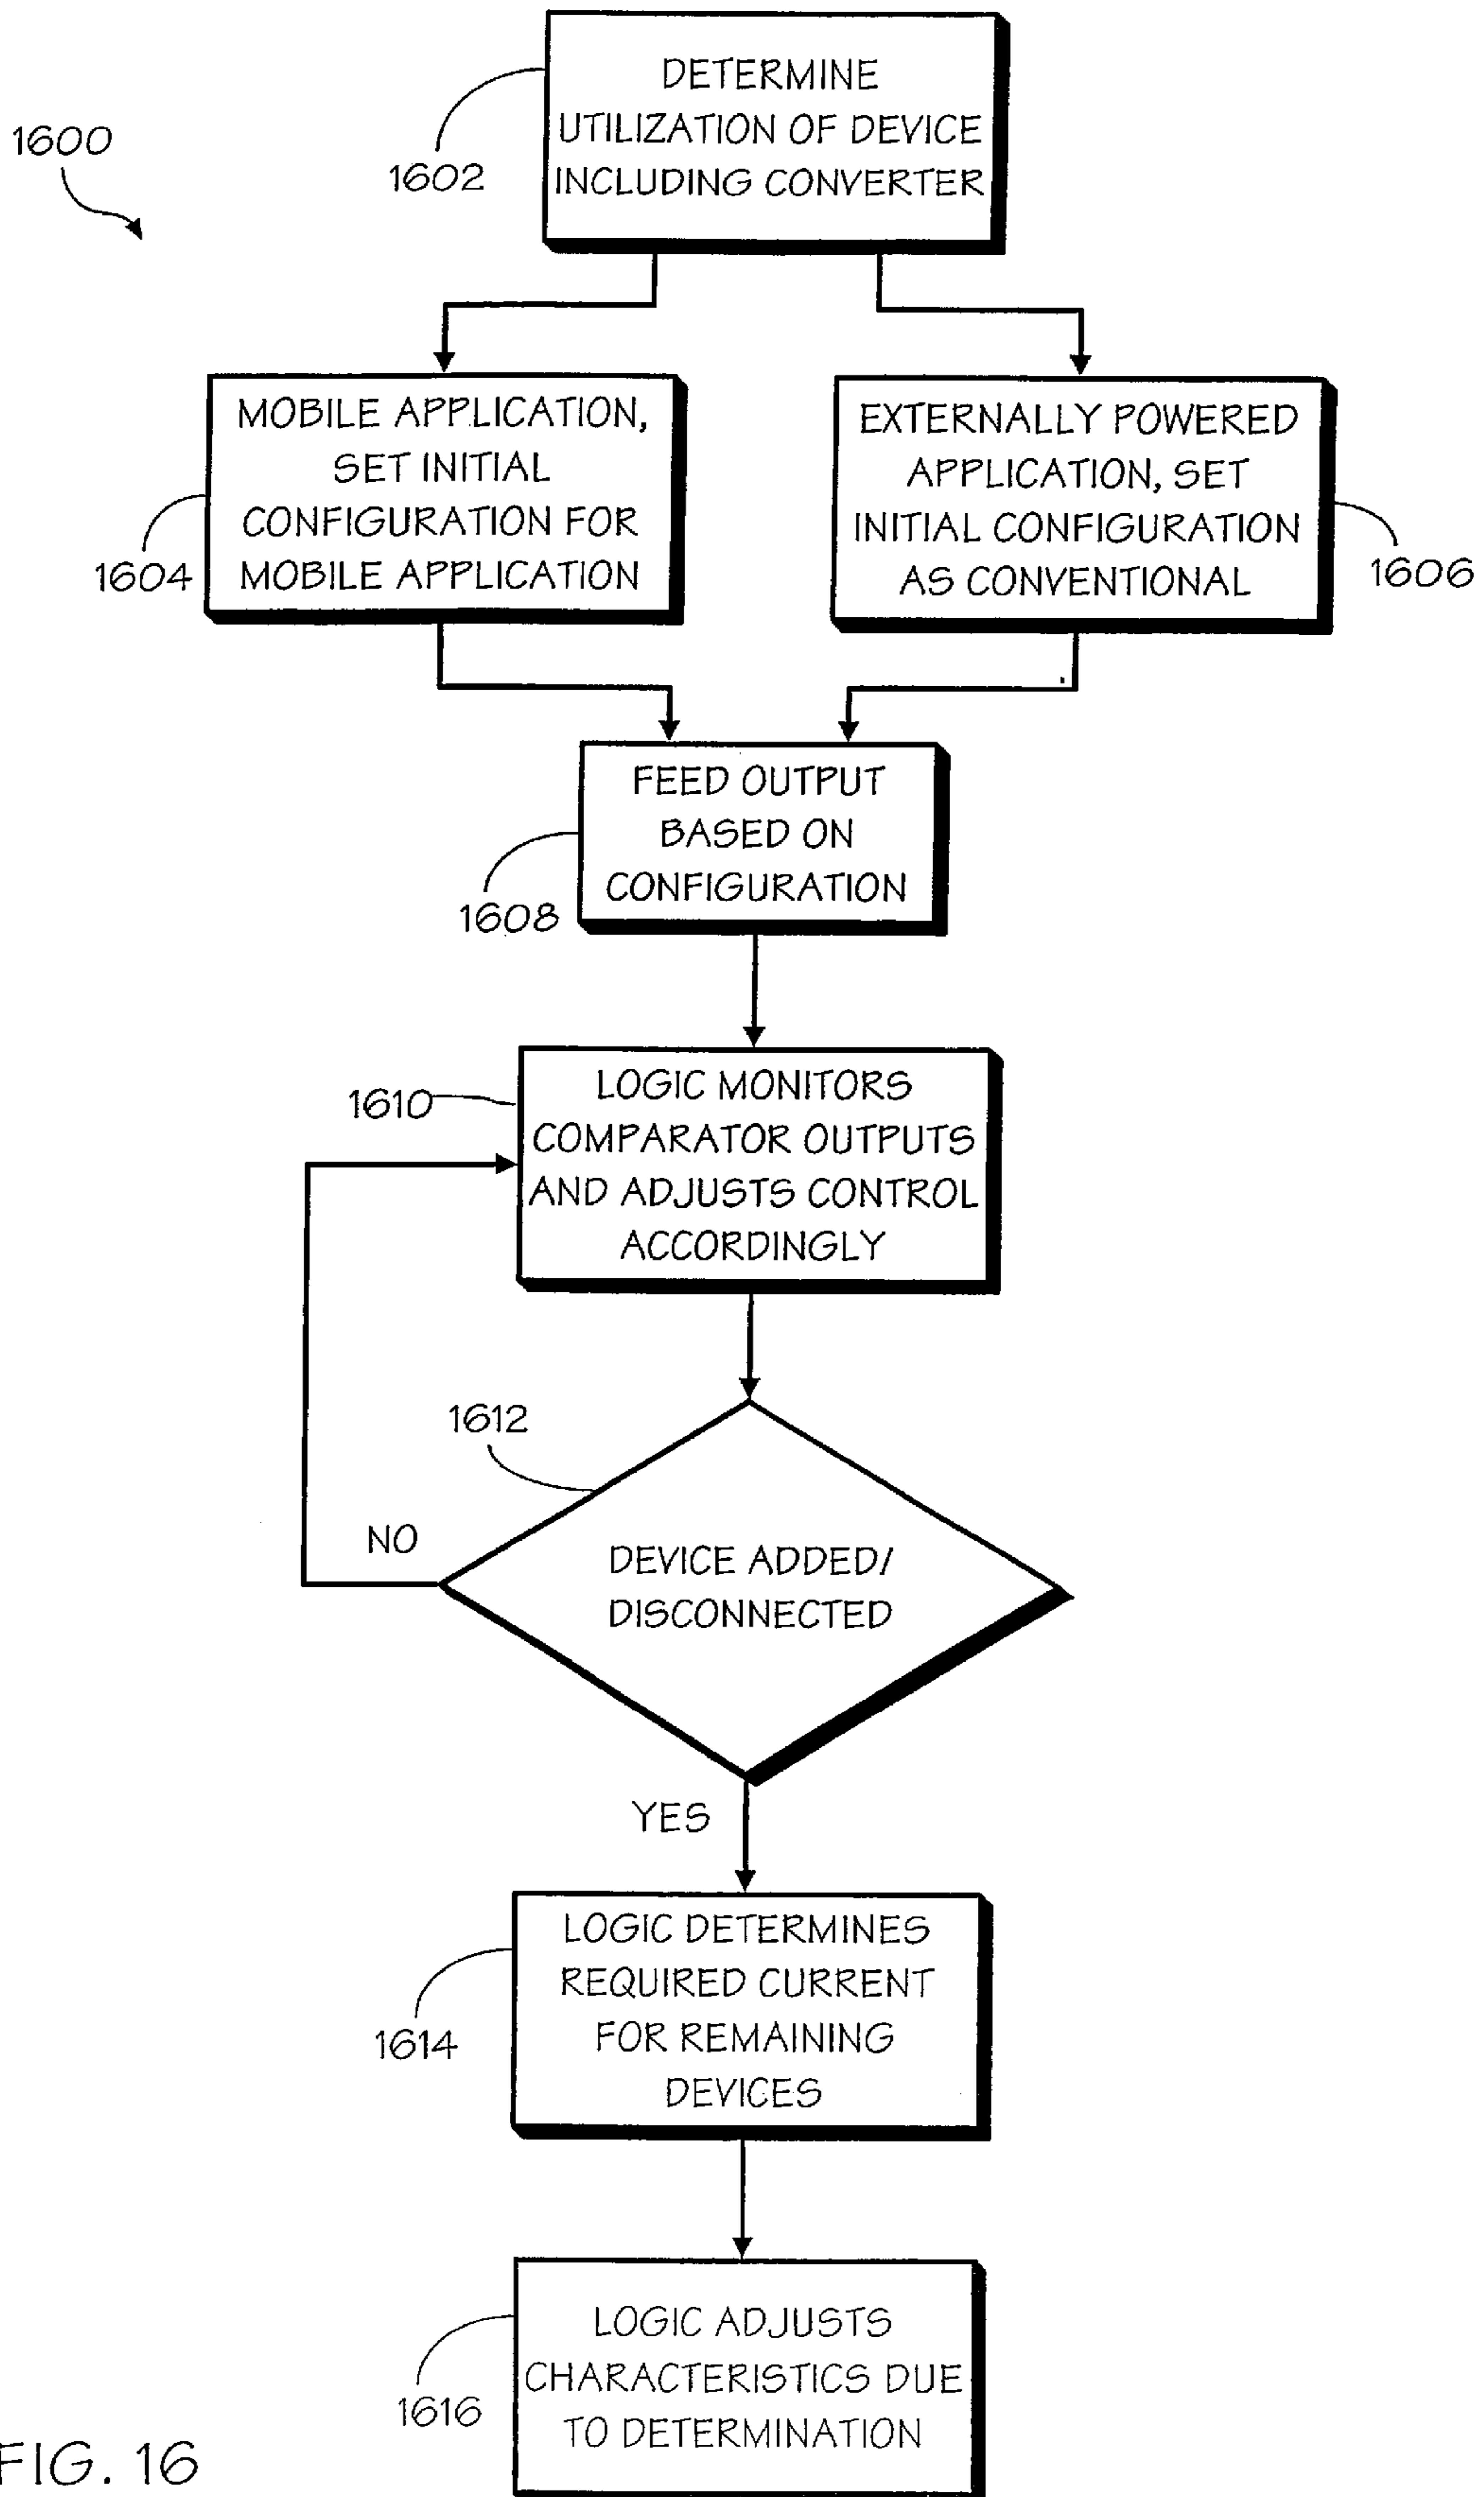 1600
1602
DETERMINE
UTILIZATION OF DEVICE
INCLUDING CONVERTER
1604
MOBILE APPLICATION,
SET INITIAL
CONFIGURATION FOR
MOBILE APPLICATION
EXTERNALLY POWERED
APPLICATION, SET
INITIAL CONFIGURATION
AS CONVENTIONAL
1606
1608
FEED OUTPUT
BASED ON
CONFIGURATION
1610
LOGIC MONITORS
COMPARATOR OUTPUTS
AND ADJUSTS CONTROL
ACCORDINGLY
1612
NO
DEVICE ADDED/
DISCONNECTED
YES
1614
LOGIC DETERMINES
REQUIRED CURRENT
FOR REMAINING
DEVICES
1616
LOGIC ADJUSTS
CHARACTERISTICS DUE
TO DETERMINATION
FIG. 16